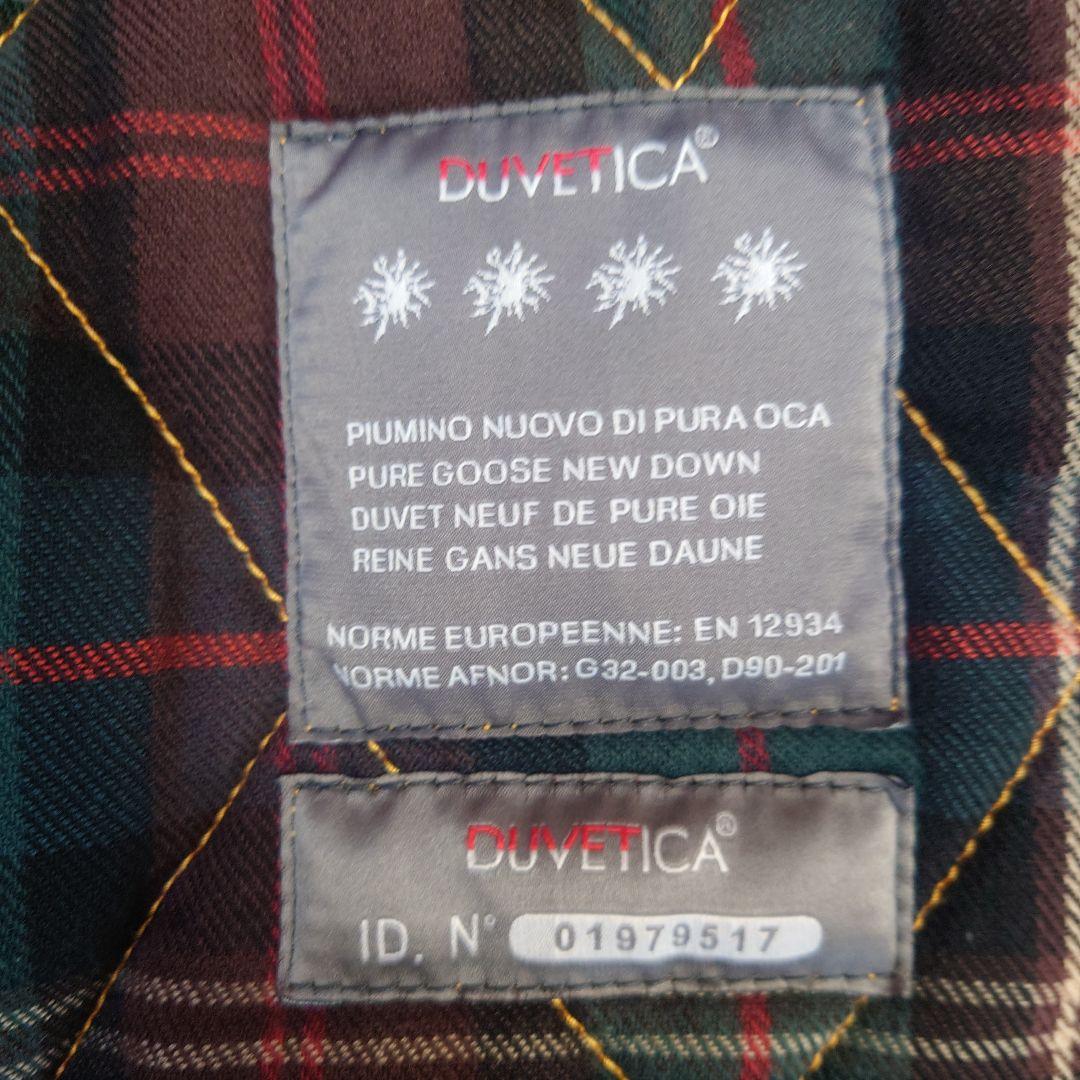 DUVETICA®
PIUMINO NUOVO DI PURA OCA
PURE GOOSE NEW DOWN
DUVET NEUF DE PURE OIE
REINE GANS NEUE DAUNE
NORME EUROPEENNE: EN 12934
NORME AFNOR: G32-003, D90-201
DUVETICA®
ID. N° 01979517